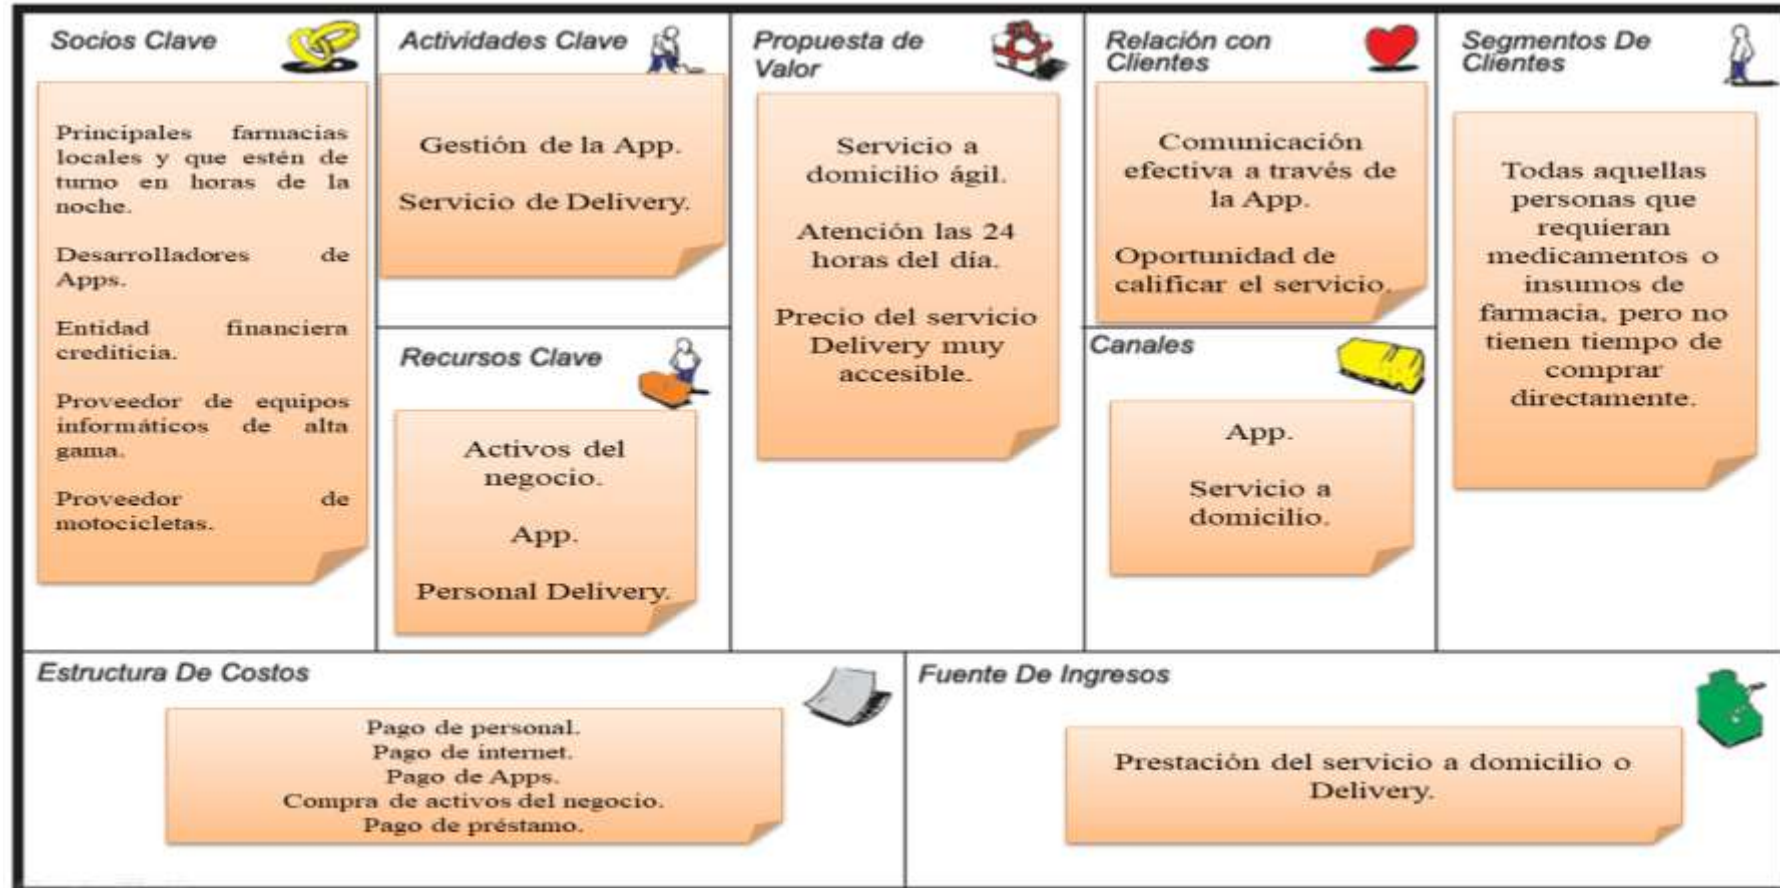 Socios Clave
Principales farmacias
locales y que estén de
turno en horas de la
noche.
Desarrolladores de
Apps.
Entidad financiera
crediticia.
Proveedor de equipos
informáticos de alta
gama.
Proveedor de
motocicletas.
Actividades Clave
Gestión de la App.
Servicio de Delivery.
Recursos Clave
Activos del
negocio.
App.
Personal Delivery.
Propuesta de
Valor
Servicio a
domicilio ágil.
Atención las 24
horas del día.
Precio del servicio
Delivery muy
accesible.
Relación con
Clientes
Comunicación
efectiva a través de
la App.
Oportunidad de
calificar el servicio.
Canales
App.
Servicio a
domicilio.
Segmentos De
Clientes
Todas aquellas
personas que
requieran
medicamentos o
insumos de
farmacia, pero no
tienen tiempo de
comprar
directamente.
Estructura De Costos
Pago de personal.
Pago de internet.
Pago de Apps.
Compra de activos del negocio.
Pago de préstamo.
Fuente De Ingresos
Prestación del servicio a domicilio o
Delivery.